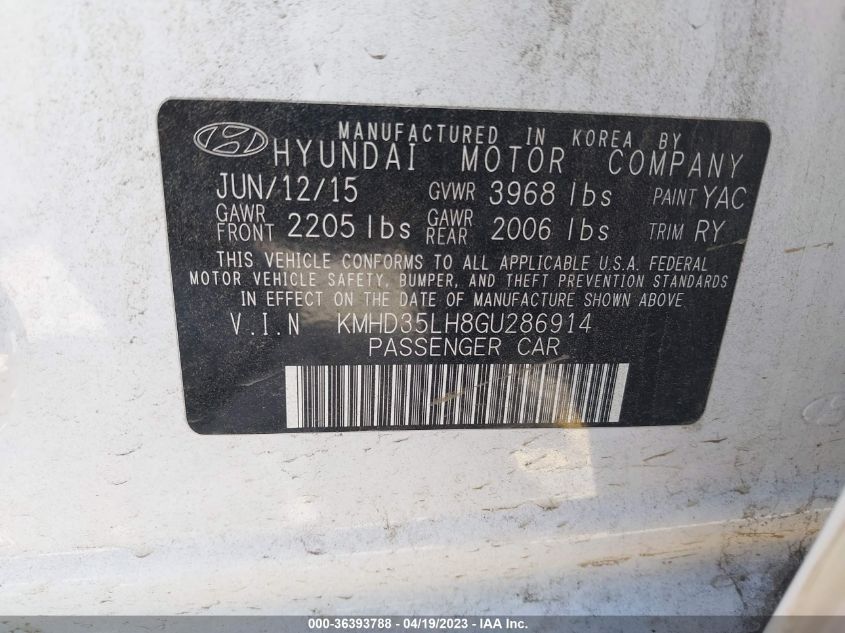 MANUFACTURED IN KOREA BY
HYUNDAI MOTOR COMPANY
JUN/12/15 GVWR 3968 lbs PAINT YAC
GAWR FRONT 2205 lbs GAWR REAR 2006 lbs TRIM RY
THIS VEHICLE CONFORMS TO ALL APPLICABLE U.S.A. FEDERAL
MOTOR VEHICLE SAFETY, BUMPER, AND THEFT PREVENTION STANDARDS
IN EFFECT ON THE DATE OF MANUFACTURE SHOWN ABOVE
V.I.N KMHD35LH8GU286914
PASSENGER CAR
000-36393788 - 04/19/2023 - IAA Inc.